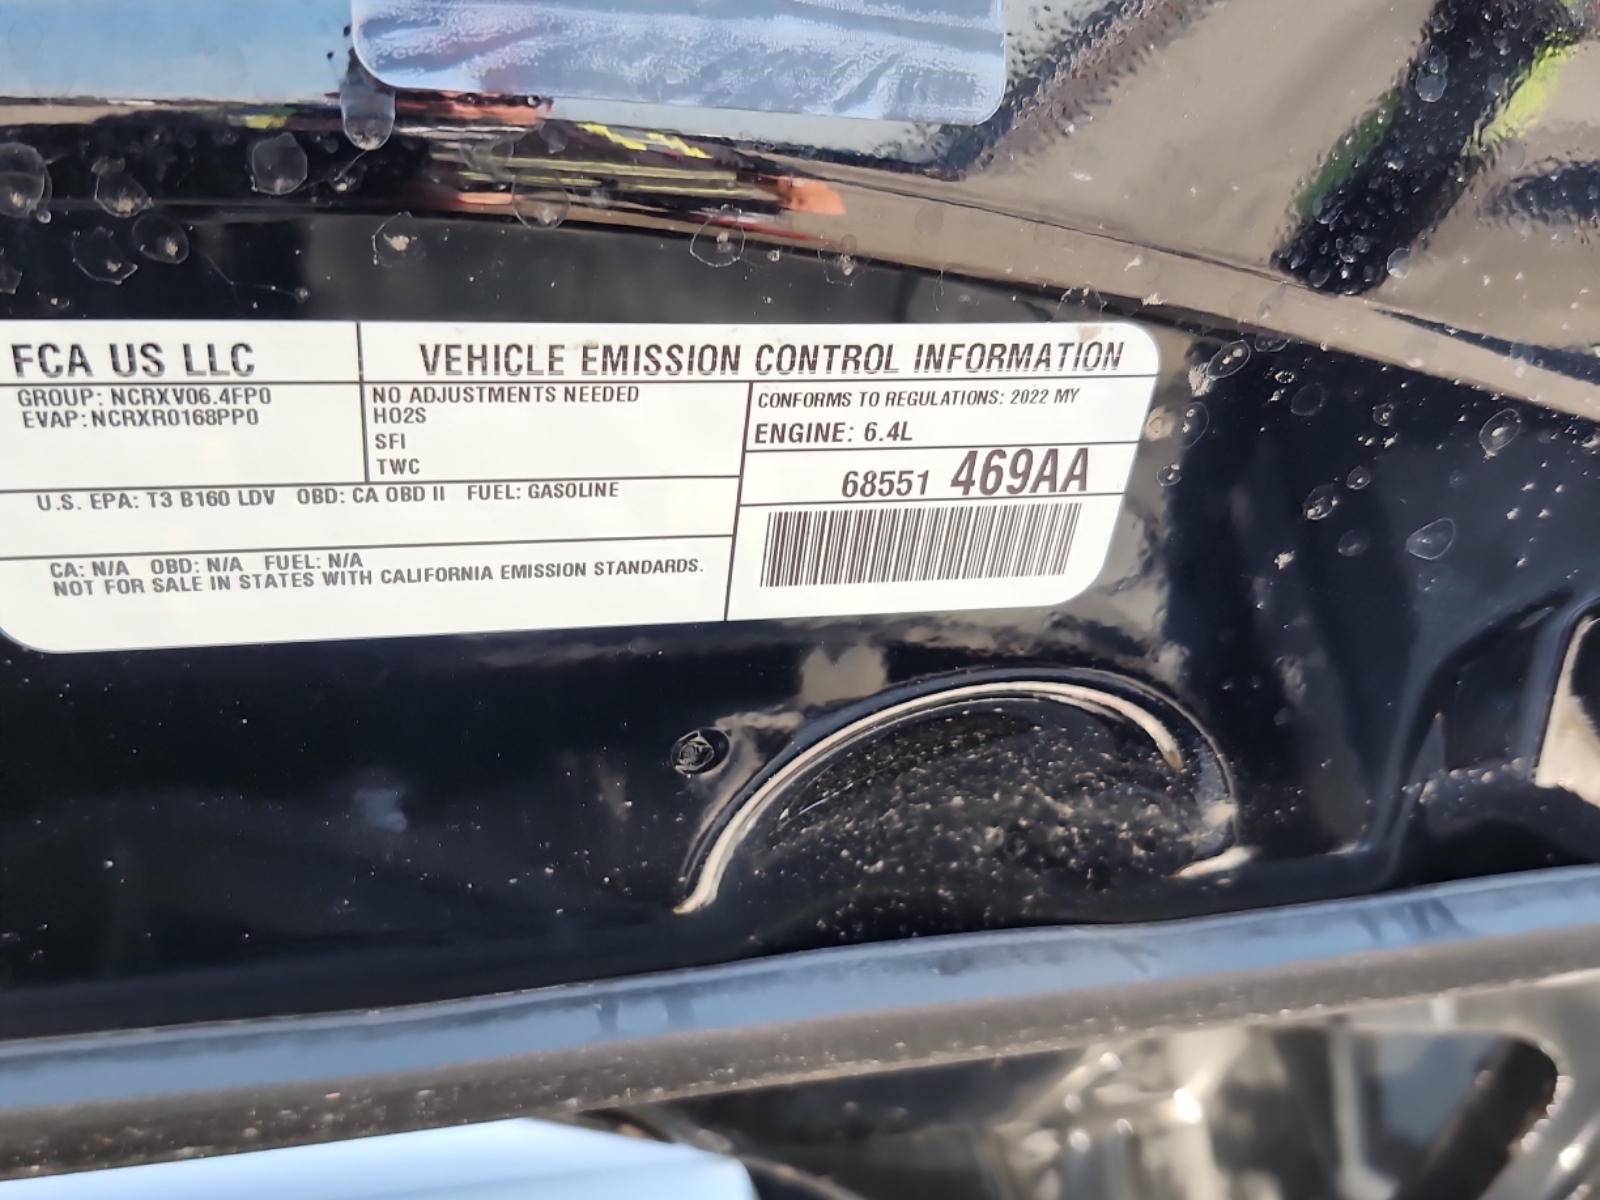 FCA US LLC
VEHICLE EMISSION CONTROL INFORMATION
GROUP: NCRXV06.4FP0
EVAP: NCRXR0168PP0
NO ADJUSTMENTS NEEDED
HO2S
SFI
TWC
CONFORMS TO REGULATIONS: 2022 MY
ENGINE: 6.4L
68551 469AA
U.S. EPA: T3 B160 LDV OBD: CA OBD II FUEL: GASOLINE
CA: N/A OBD: N/A FUEL: N/A
NOT FOR SALE IN STATES WITH CALIFORNIA EMISSION STANDARDS.